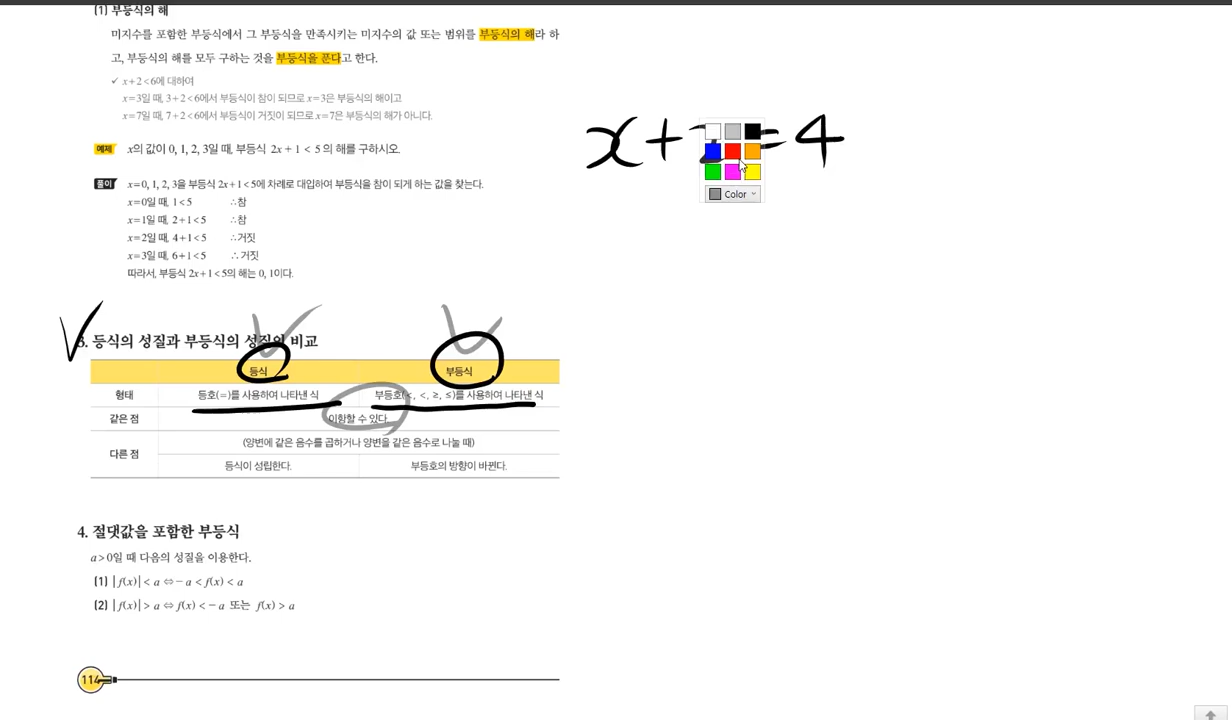 (1) 부등식의 해
미지수를 포함한 부등식에서 그 부등식을 만족시키는 미지수의 값 또는 범위를 부등식의 해라 하
고, 부등식의 해를 모두 구하는 것을 부등식을 푼다고 한다.
✓ x+2<6에 대하여
x=3일 때, 3+2<6에서 부등식이 참이 되므로 x=3은 부등식의 해이고
x=7일 때, 7+2<6에서 부등식이 거짓이 되므로 x=7은 부등식의 해가 아니다.
예제 x의 값이 0, 1, 2, 3일 때, 부등식 2x+1<5의 해를 구하시오.
풀이 x=0, 1, 2, 3을 부등식 2x+1<5에 차례로 대입하여 부등식을 참이 되게 하는 값을 찾는다.
x=0일 때, 1<5 ∴참
x=1일 때, 2+1<5 ∴참
x=2일 때, 4+1<5 ∴거짓
x=3일 때, 6+1<5 ∴거짓
따라서, 부등식 2x+1<5의 해는 0, 1이다.
3. 등식의 성질과 부등식의 성질의 비교
등식 부등식
형태 등호(=)를 사용하여 나타낸 식 부등호(<, <, ≥, ≤)를 사용하여 나타낸 식
같은 점 이항할 수 있다.
다른 점 (양변에 같은 음수를 곱하거나 양변을 같은 음수로 나눌 때)
등식이 성립한다. 부등호의 방향이 바뀐다.
4. 절댓값을 포함한 부등식
a>0일 때 다음의 성질을 이용한다.
(1) |f(x)|<a⇔-a<f(x)<a
(2) |f(x)|>a⇔f(x)<-a 또는 f(x)>a
114
x+ =4
Color